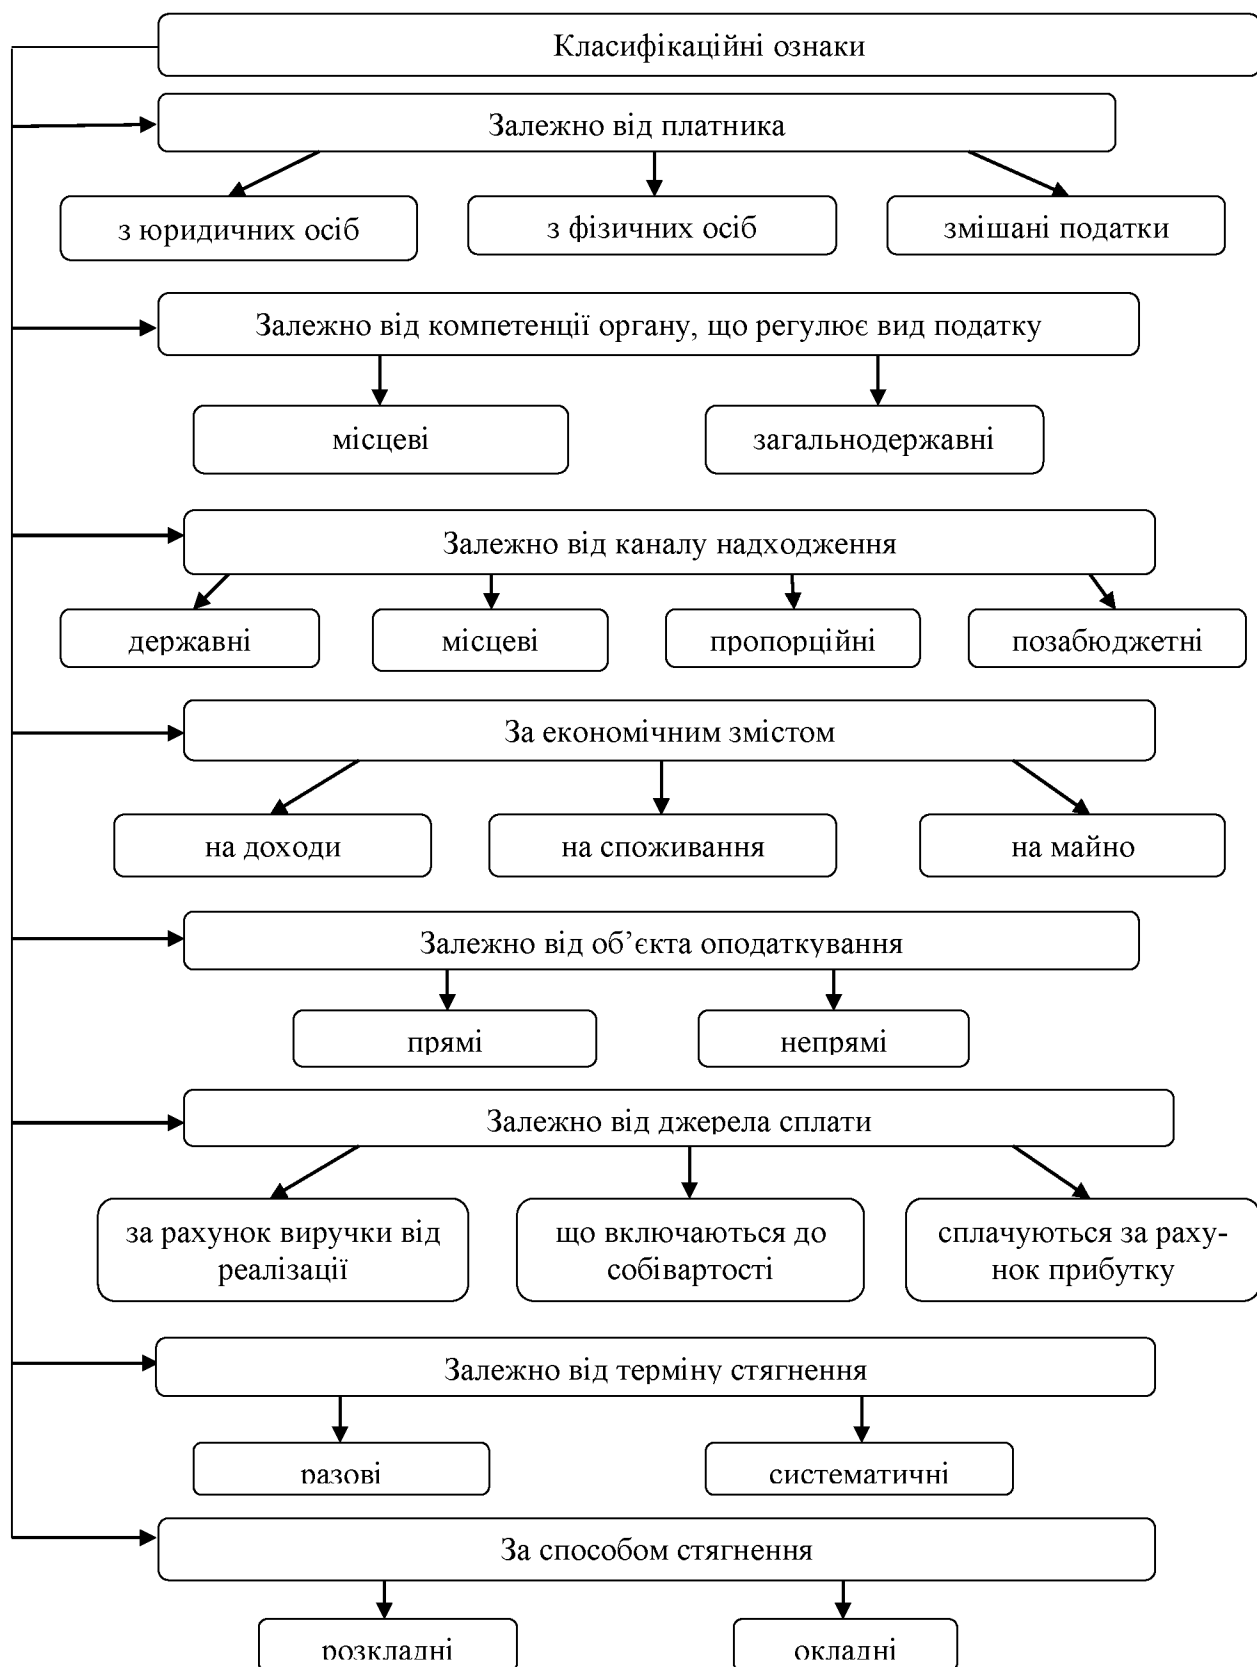 Класифікаційні ознаки
Залежно від платника
з юридичних осіб
з фізичних осіб
змішані податки
Залежно від компетенції органу, що регулює вид податку
місцеві
загальнодержавні
Залежно від каналу надходження
державні
місцеві
пропорційні
позабюджетні
За економічним змістом
на доходи
на споживання
на майно
Залежно від об’єкта оподаткування
прямі
непрямі
Залежно від джерела сплати
за рахунок виручки від
реалізації
що включаються до
собівартості
сплачуються за раху-
нок прибутку
Залежно від терміну стягнення
разові
систематичні
За способом стягнення
розкладні
окладні